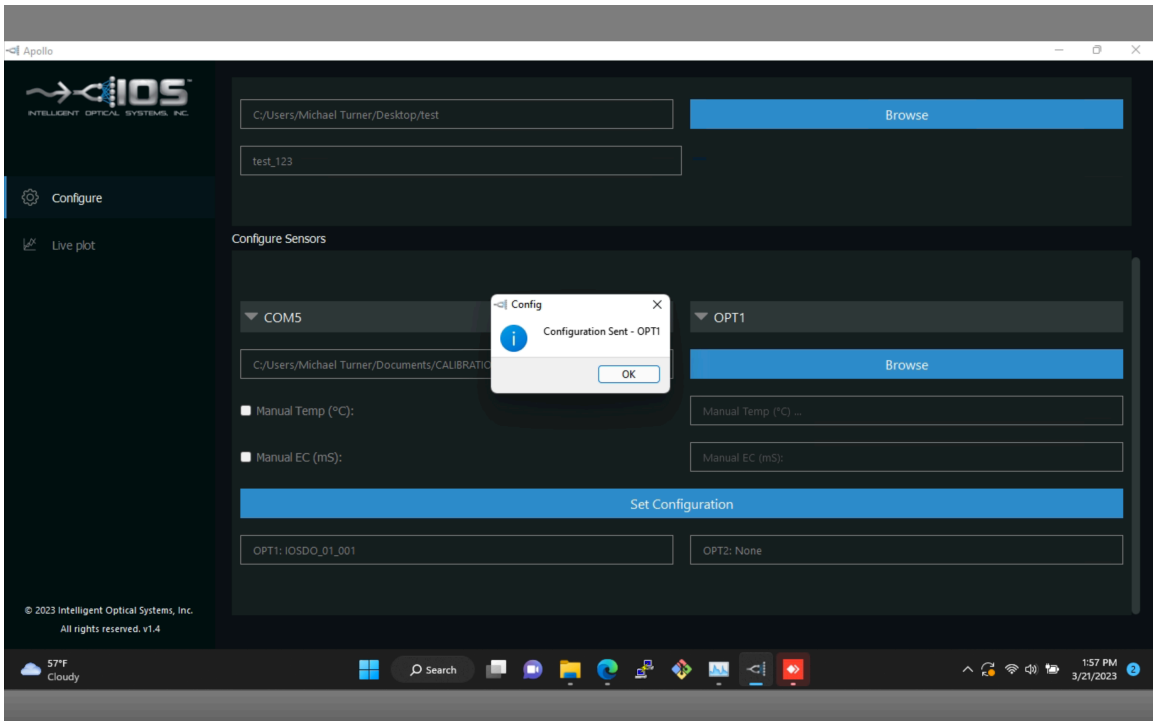 Apollo
IOS
INTELLIGENT OPTICAL SYSTEMS, INC.
C:/Users/Michael Turner/Desktop/test
Browse
test_123
Configure
Live plot
Configure Sensors
COM5
OPT1
Config
Configuration Sent - OPT1
OK
C:/Users/Michael Turner/Documents/CALIBRATIO
Browse
Manual Temp (°C):
Manual Temp (°C) ...
Manual EC (mS):
Manual EC (mS):
Set Configuration
OPT1: IOSDO_01_001
OPT2: None
© 2023 Intelligent Optical Systems, Inc.
All rights reserved. v1.4
57°F
Cloudy
Search
1:57 PM
3/21/2023
2